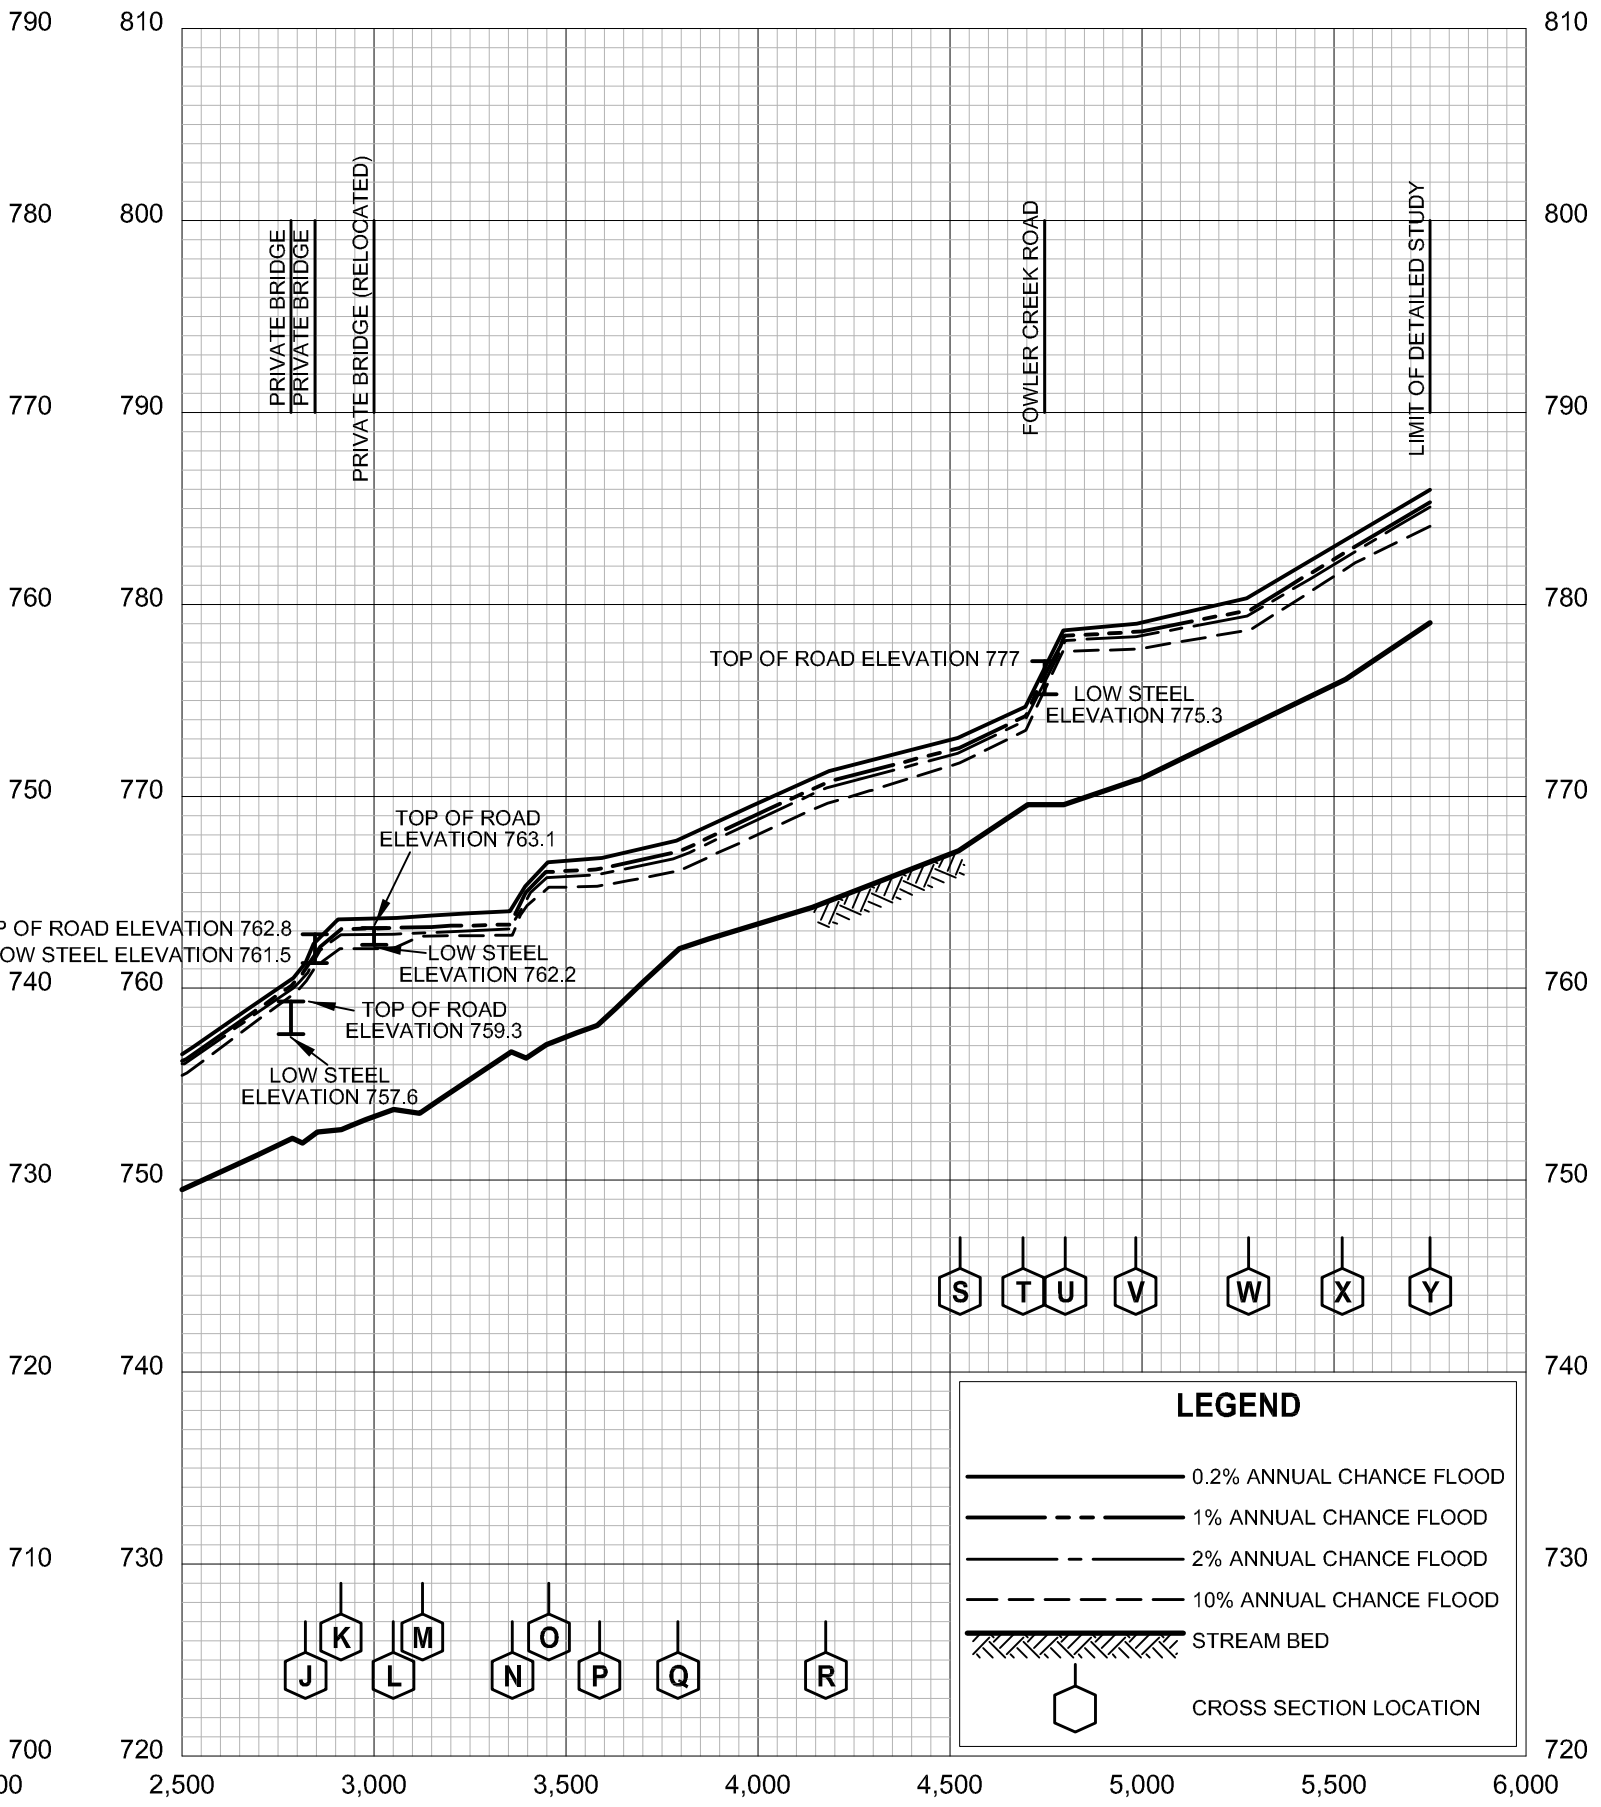 790 810 810
780 800 800
770 790 790
760 780 780
750 770 770
740 760 760
730 750 750
720 740 740
710 730 730
700 720 720
PRIVATE BRIDGE
PRIVATE BRIDGE
PRIVATE BRIDGE (RELOCATED)
FOWLER CREEK ROAD
LIMIT OF DETAILED STUDY
TOP OF ROAD ELEVATION 777
LOW STEEL
ELEVATION 775.3
TOP OF ROAD
ELEVATION 763.1
P OF ROAD ELEVATION 762.8
OW STEEL ELEVATION 761.5
LOW STEEL
ELEVATION 762.2
TOP OF ROAD
ELEVATION 759.3
LOW STEEL
ELEVATION 757.6
S T U V W X Y
K M O
J L N P Q R
LEGEND
0.2% ANNUAL CHANCE FLOOD
1% ANNUAL CHANCE FLOOD
2% ANNUAL CHANCE FLOOD
10% ANNUAL CHANCE FLOOD
STREAM BED
CROSS SECTION LOCATION
00 2,500 3,000 3,500 4,000 4,500 5,000 5,500 6,000